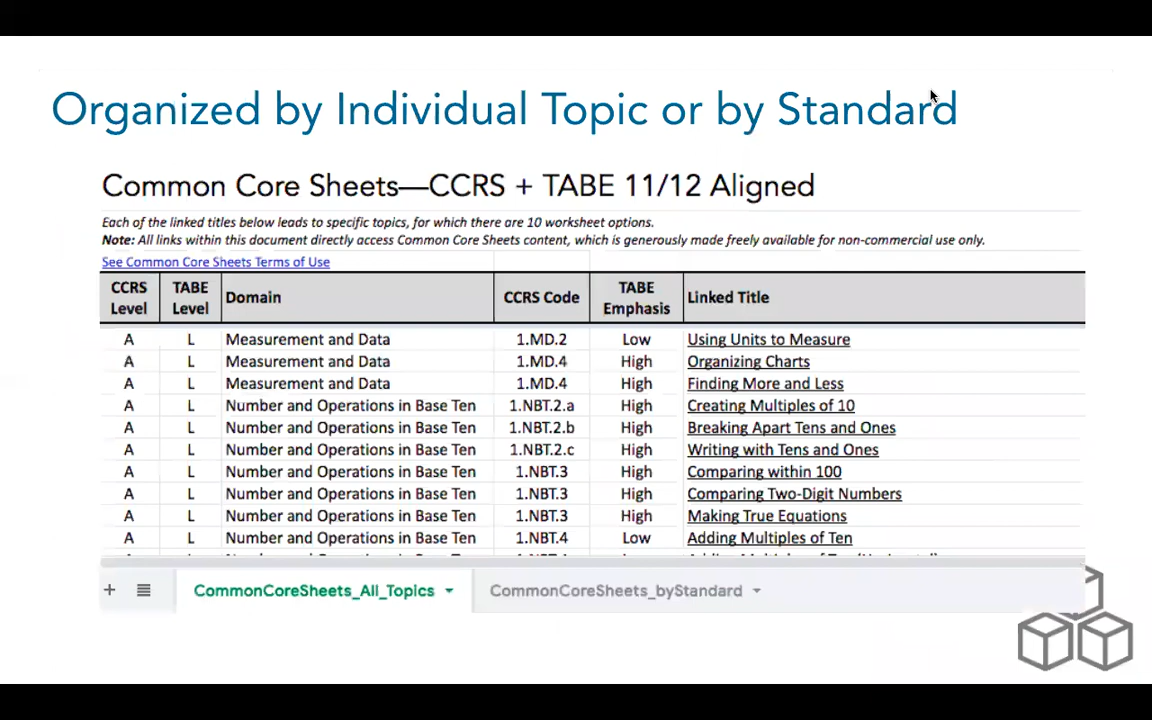 Organized by Individual Topic or by Standard
Common Core Sheets—CCRS + TABE 11/12 Aligned
Each of the linked titles below leads to specific topics, for which there are 10 worksheet options.
Note: All links within this document directly access Common Core Sheets content, which is generously made freely available for non-commercial use only.
See Common Core Sheets Terms of Use
CCRS Level TABE Level Domain CCRS Code TABE Emphasis Linked Title
A L Measurement and Data 1.MD.2 Low Using Units to Measure
A L Measurement and Data 1.MD.4 High Organizing Charts
A L Measurement and Data 1.MD.4 High Finding More and Less
A L Number and Operations in Base Ten 1.NBT.2.a High Creating Multiples of 10
A L Number and Operations in Base Ten 1.NBT.2.b High Breaking Apart Tens and Ones
A L Number and Operations in Base Ten 1.NBT.2.c High Writing with Tens and Ones
A L Number and Operations in Base Ten 1.NBT.3 High Comparing within 100
A L Number and Operations in Base Ten 1.NBT.3 High Comparing Two-Digit Numbers
A L Number and Operations in Base Ten 1.NBT.3 High Making True Equations
A L Number and Operations in Base Ten 1.NBT.4 Low Adding Multiples of Ten
CommonCoreSheets_All_Topics CommonCoreSheets_byStandard